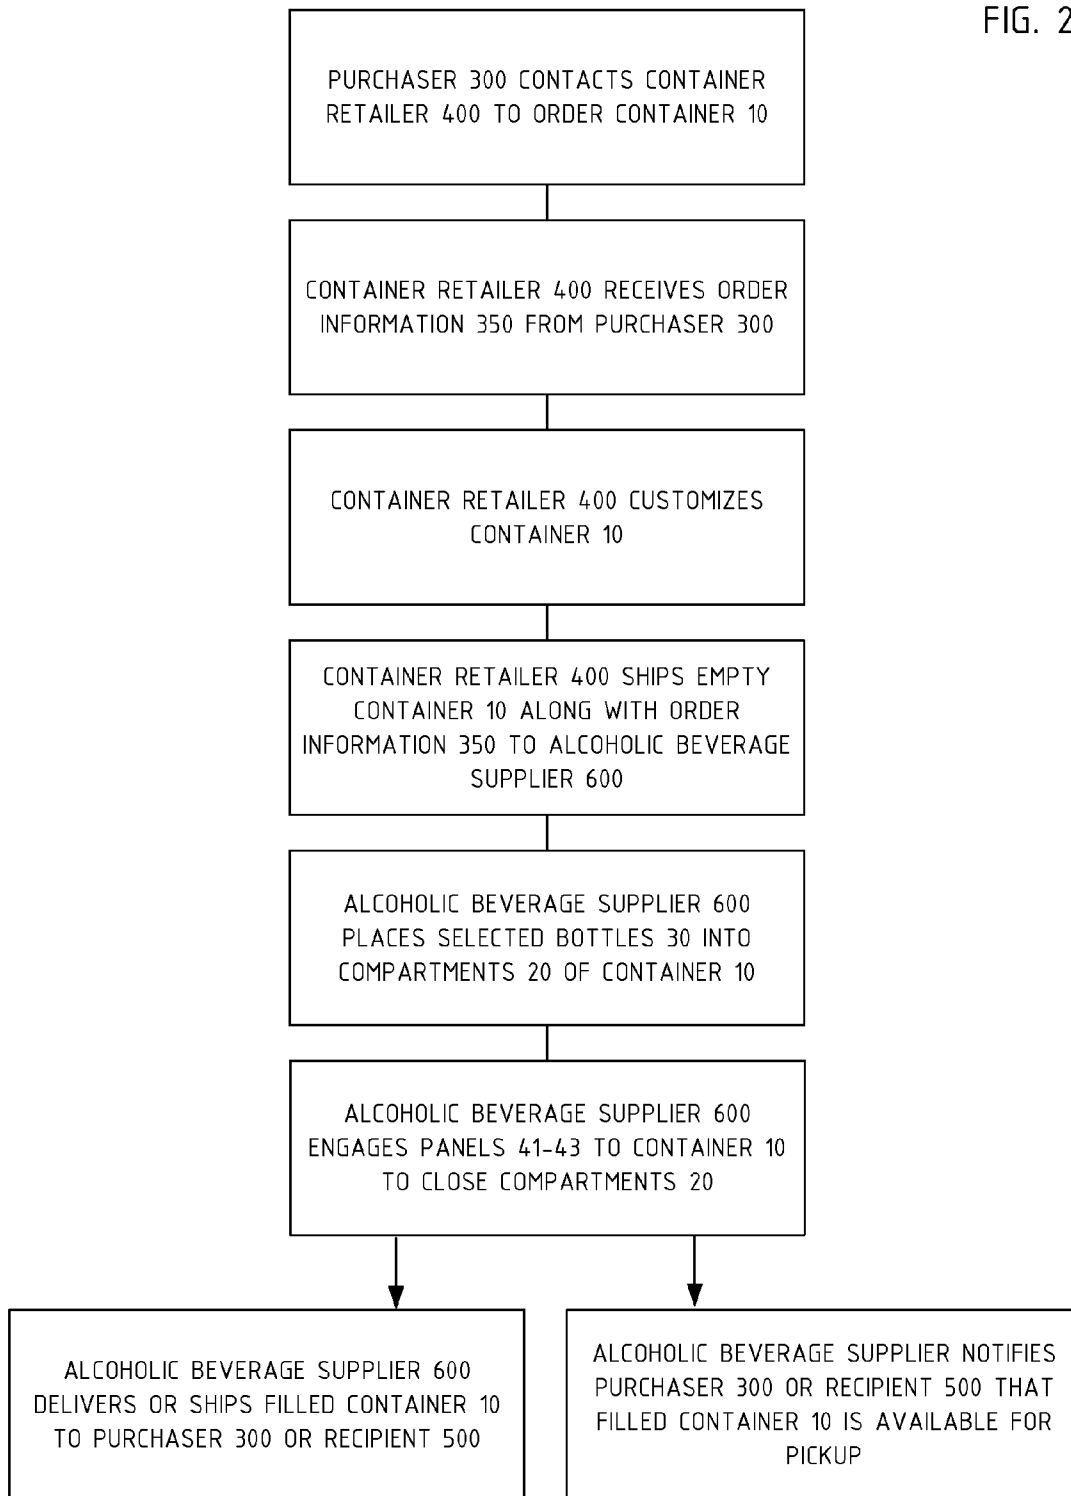 FIG. 2
PURCHASER 300 CONTACTS CONTAINER
RETAILER 400 TO ORDER CONTAINER 10
CONTAINER RETAILER 400 RECEIVES ORDER
INFORMATION 350 FROM PURCHASER 300
CONTAINER RETAILER 400 CUSTOMIZES
CONTAINER 10
CONTAINER RETAILER 400 SHIPS EMPTY
CONTAINER 10 ALONG WITH ORDER
INFORMATION 350 TO ALCOHOLIC BEVERAGE
SUPPLIER 600
ALCOHOLIC BEVERAGE SUPPLIER 600
PLACES SELECTED BOTTLES 30 INTO
COMPARTMENTS 20 OF CONTAINER 10
ALCOHOLIC BEVERAGE SUPPLIER 600
ENGAGES PANELS 41-43 TO CONTAINER 10
TO CLOSE COMPARTMENTS 20
ALCOHOLIC BEVERAGE SUPPLIER 600
DELIVERS OR SHIPS FILLED CONTAINER 10
TO PURCHASER 300 OR RECIPIENT 500
ALCOHOLIC BEVERAGE SUPPLIER NOTIFIES
PURCHASER 300 OR RECIPIENT 500 THAT
FILLED CONTAINER 10 IS AVAILABLE FOR
PICKUP